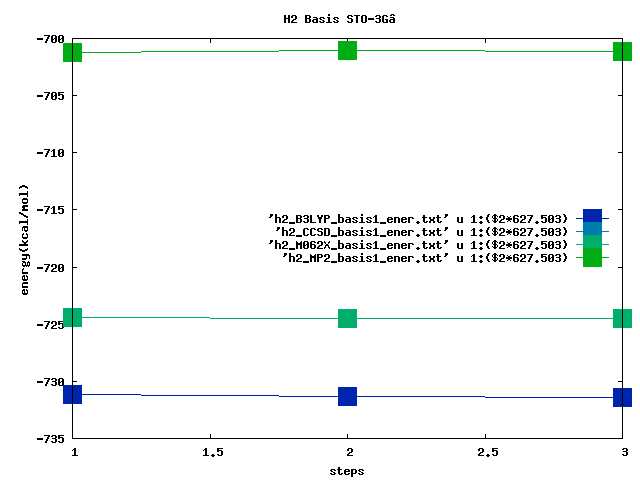 H2 Basis STO-3Gâ
-700
-705
-710
-715
-720
-725
-730
-735
energy(kcal/mol)
'h2_B3LYP_basis1_ener.txt' u 1:($2*627.503)
'h2_CCSD_basis1_ener.txt' u 1:($2*627.503)
'h2_M062X_basis1_ener.txt' u 1:($2*627.503)
'h2_MP2_basis1_ener.txt' u 1:($2*627.503)
1 1.5 2 2.5 3
steps